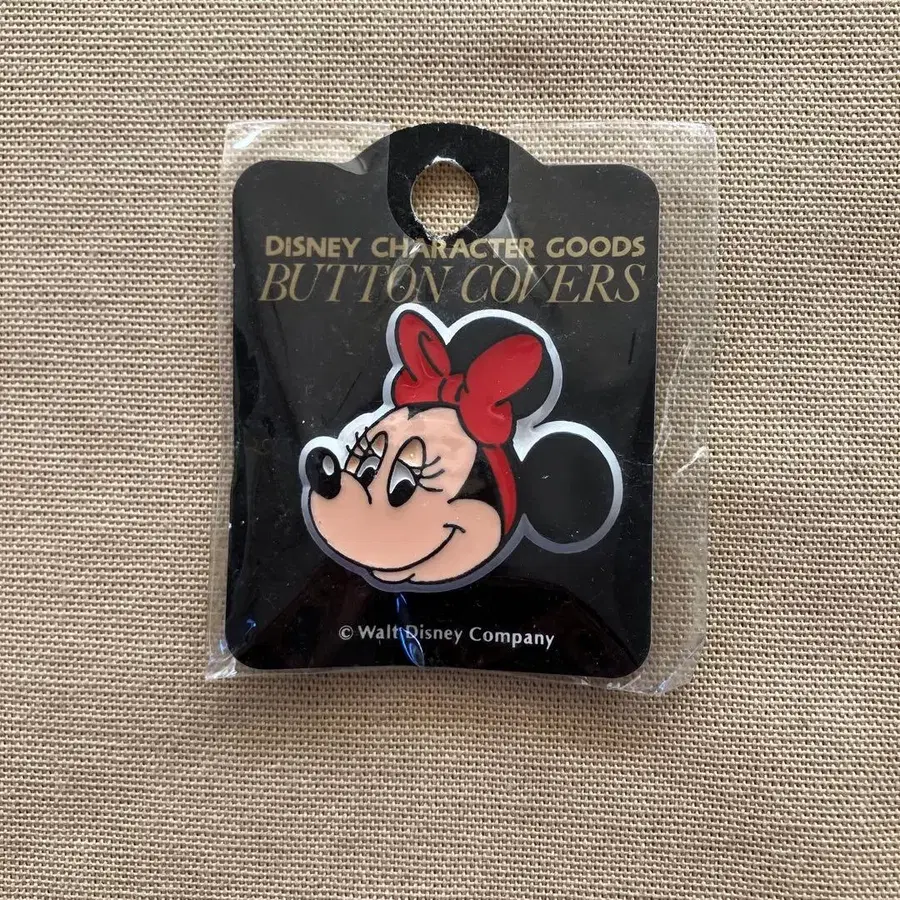 DISNEY CHARACTER GOODS
BUTTON COVERS
© Walt Disney Company